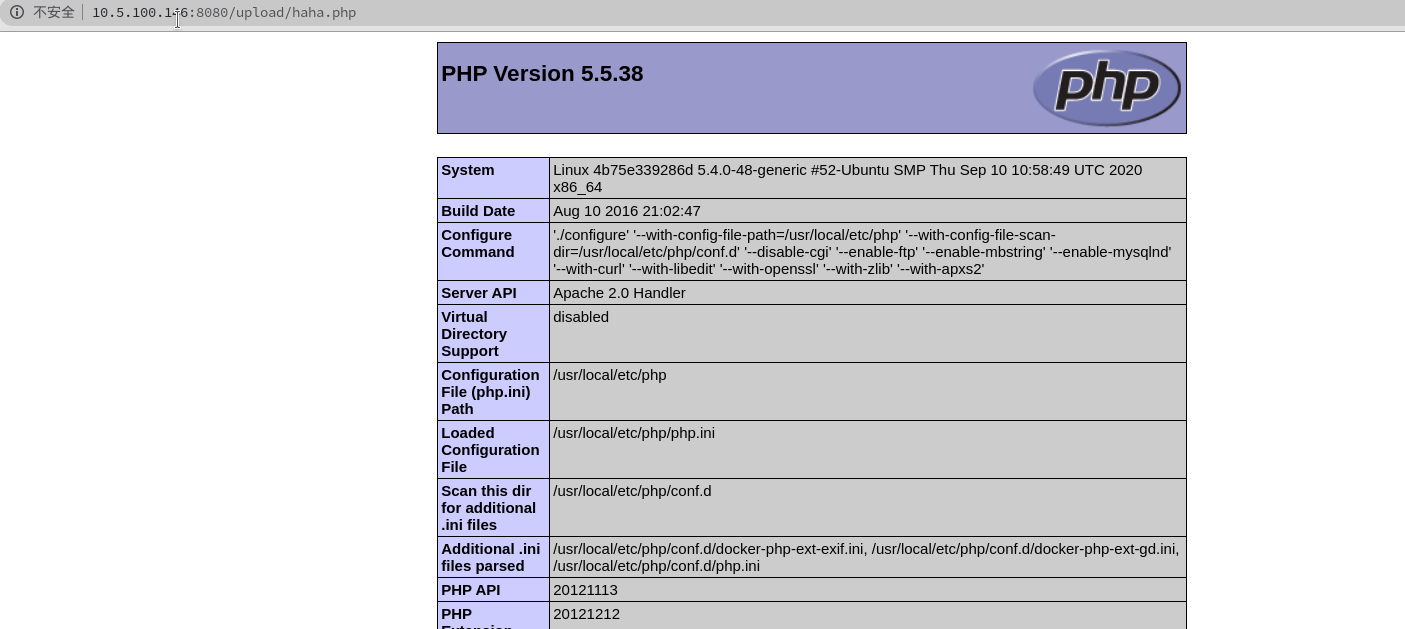 不安全 10.5.100.146:8080/upload/haha.php
PHP Version 5.5.38
php
System
Linux 4b75e339286d 5.4.0-48-generic #52-Ubuntu SMP Thu Sep 10 10:58:49 UTC 2020
x86_64
Build Date
Aug 10 2016 21:02:47
Configure
Command
'./configure' '--with-config-file-path=/usr/local/etc/php' '--with-config-file-scan-
dir=/usr/local/etc/php/conf.d' '--disable-cgi' '--enable-ftp' '--enable-mbstring' '--enable-mysqlnd'
'--with-curl' '--with-libedit' '--with-openssl' '--with-zlib' '--with-apxs2'
Server API
Apache 2.0 Handler
Virtual
Directory
Support
disabled
Configuration
File (php.ini)
Path
/usr/local/etc/php
Loaded
Configuration
File
/usr/local/etc/php/php.ini
Scan this dir
for additional
.ini files
/usr/local/etc/php/conf.d
Additional .ini
files parsed
/usr/local/etc/php/conf.d/docker-php-ext-exif.ini, /usr/local/etc/php/conf.d/docker-php-ext-gd.ini,
/usr/local/etc/php/conf.d/php.ini
PHP API
20121113
PHP
Extension
20121212